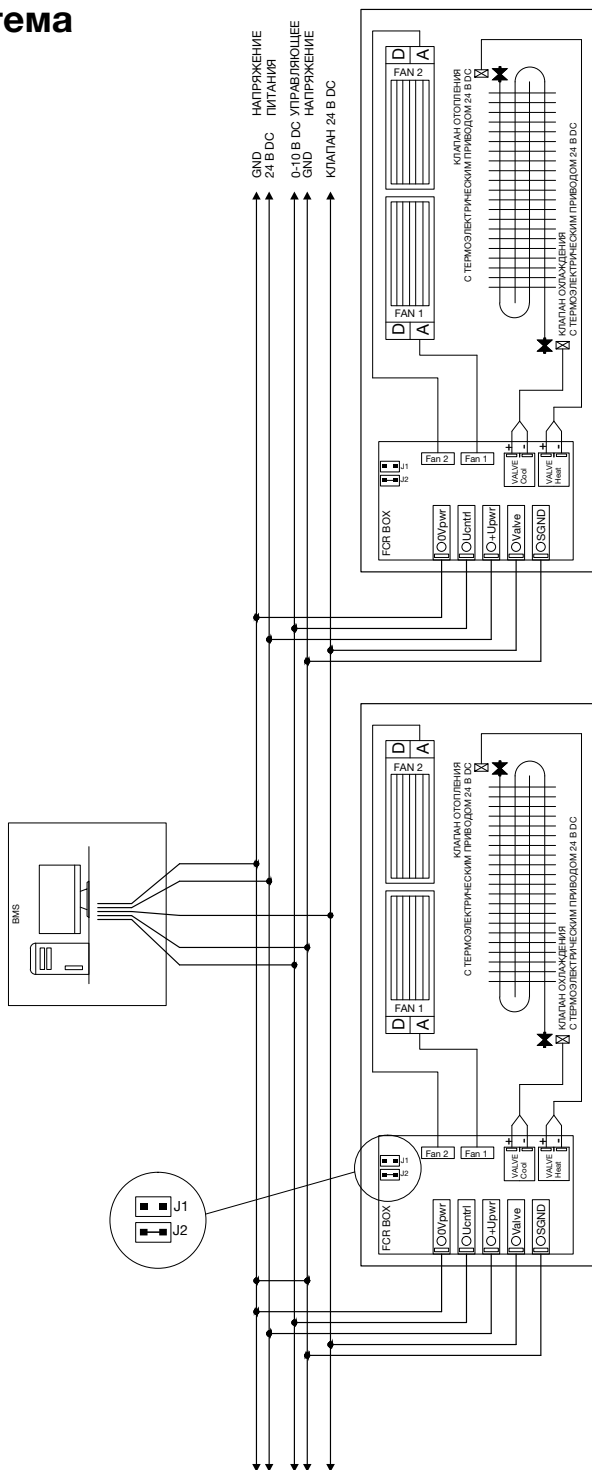 тема
GND НАПРЯЖЕНИЕ
24 В DC ПИТАНИЯ
0-10 В DC УПРАВЛЯЮЩЕЕ
GND НАПРЯЖЕНИЕ
КЛАПАН 24 В DC
D A
FAN 2
FAN 1
D A
КЛАПАН ОТОПЛЕНИЯ
С ТЕРМОЭЛЕКТРИЧЕСКИМ ПРИВОДОМ 24 В DC
КЛАПАН ОХЛАЖДЕНИЯ
С ТЕРМОЭЛЕКТРИЧЕСКИМ ПРИВОДОМ 24 В DC
FCR BOX
J1
J2
Fan 2
Fan 1
+ -
VALVE
Cool
+ -
VALVE
Heat
0Vpwr
Ucntrl
+Upwr
Valve
SGND
BMS
D A
FAN 2
FAN 1
D A
КЛАПАН ОТОПЛЕНИЯ
С ТЕРМОЭЛЕКТРИЧЕСКИМ ПРИВОДОМ 24 В DC
КЛАПАН ОХЛАЖДЕНИЯ
С ТЕРМОЭЛЕКТРИЧЕСКИМ ПРИВОДОМ 24 В DC
FCR BOX
J1
J2
Fan 2
Fan 1
+ -
VALVE
Cool
+ -
VALVE
Heat
0Vpwr
Ucntrl
+Upwr
Valve
SGND
J1
J2